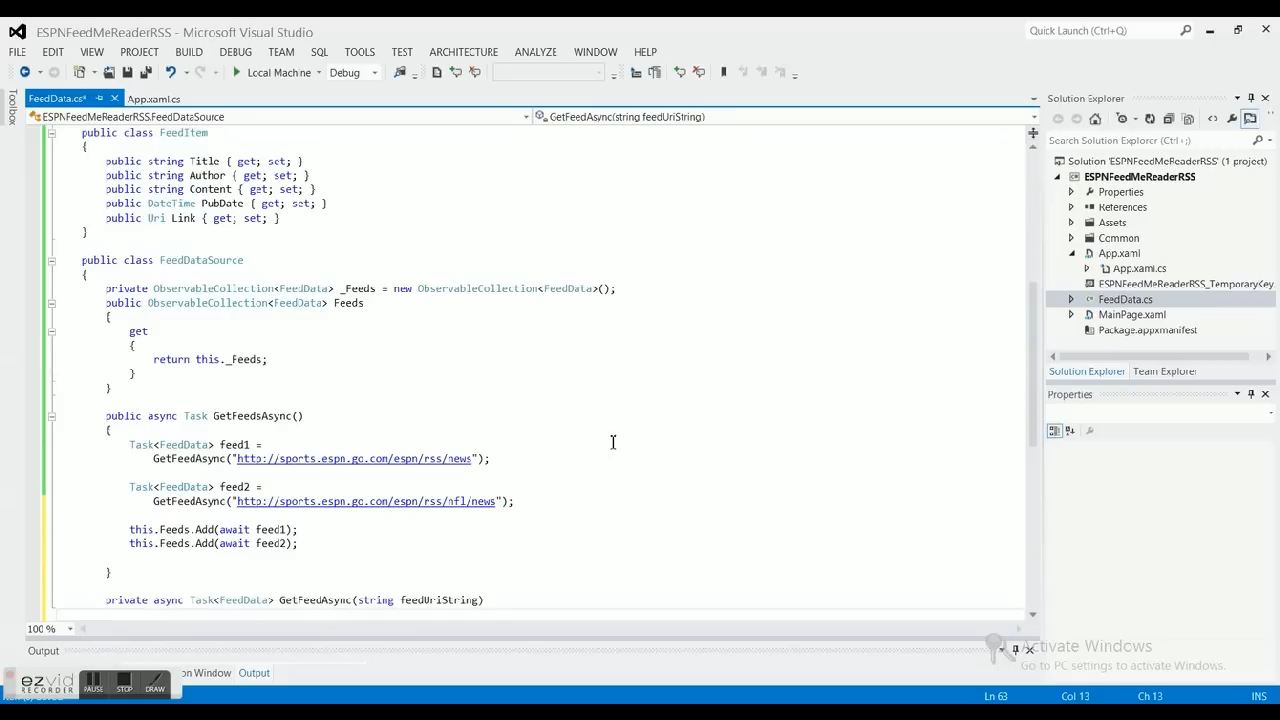 ESPNFeedMeReaderRSS - Microsoft Visual Studio
Quick Launch (Ctrl+Q)
FILE EDIT VIEW PROJECT BUILD DEBUG TEAM SQL TOOLS TEST ARCHITECTURE ANALYZE WINDOW HELP
Local Machine Debug
Toolbox
FeedData.cs* App.xaml.cs
ESPNFeedMeReaderRSS.FeedDataSource GetFeedAsync(string feedUriString)
public class FeedItem
{
public string Title { get; set; }
public string Author { get; set; }
public string Content { get; set; }
public DateTime PubDate { get; set; }
public Uri Link { get; set; }
}
public class FeedDataSource
{
private ObservableCollection<FeedData> _Feeds = new ObservableCollection<FeedData>();
public ObservableCollection<FeedData> Feeds
{
get
{
return this._Feeds;
}
}
public async Task GetFeedsAsync()
{
Task<FeedData> feed1 =
GetFeedAsync("http://sports.espn.go.com/espn/rss/news");
Task<FeedData> feed2 =
GetFeedAsync("http://sports.espn.go.com/espn/rss/nfl/news");
this.Feeds.Add(await feed1);
this.Feeds.Add(await feed2);
}
private async Task<FeedData> GetFeedAsync(string feedUriString)
100 %
Solution Explorer
Search Solution Explorer (Ctrl+;)
Solution 'ESPNFeedMeReaderRSS' (1 project)
ESPNFeedMeReaderRSS
Properties
References
Assets
Common
App.xaml
App.xaml.cs
ESPNFeedMeReaderRSS_TemporaryKey.
FeedData.cs
MainPage.xaml
Package.appxmanifest
Solution Explorer Team Explorer
Properties
Output
on Window Output
Activate Windows
Go to PC settings to activate Windows.
ezvid
RECORDER
PAUSE STOP DRAW
Ln 63 Col 13 Ch 13 INS